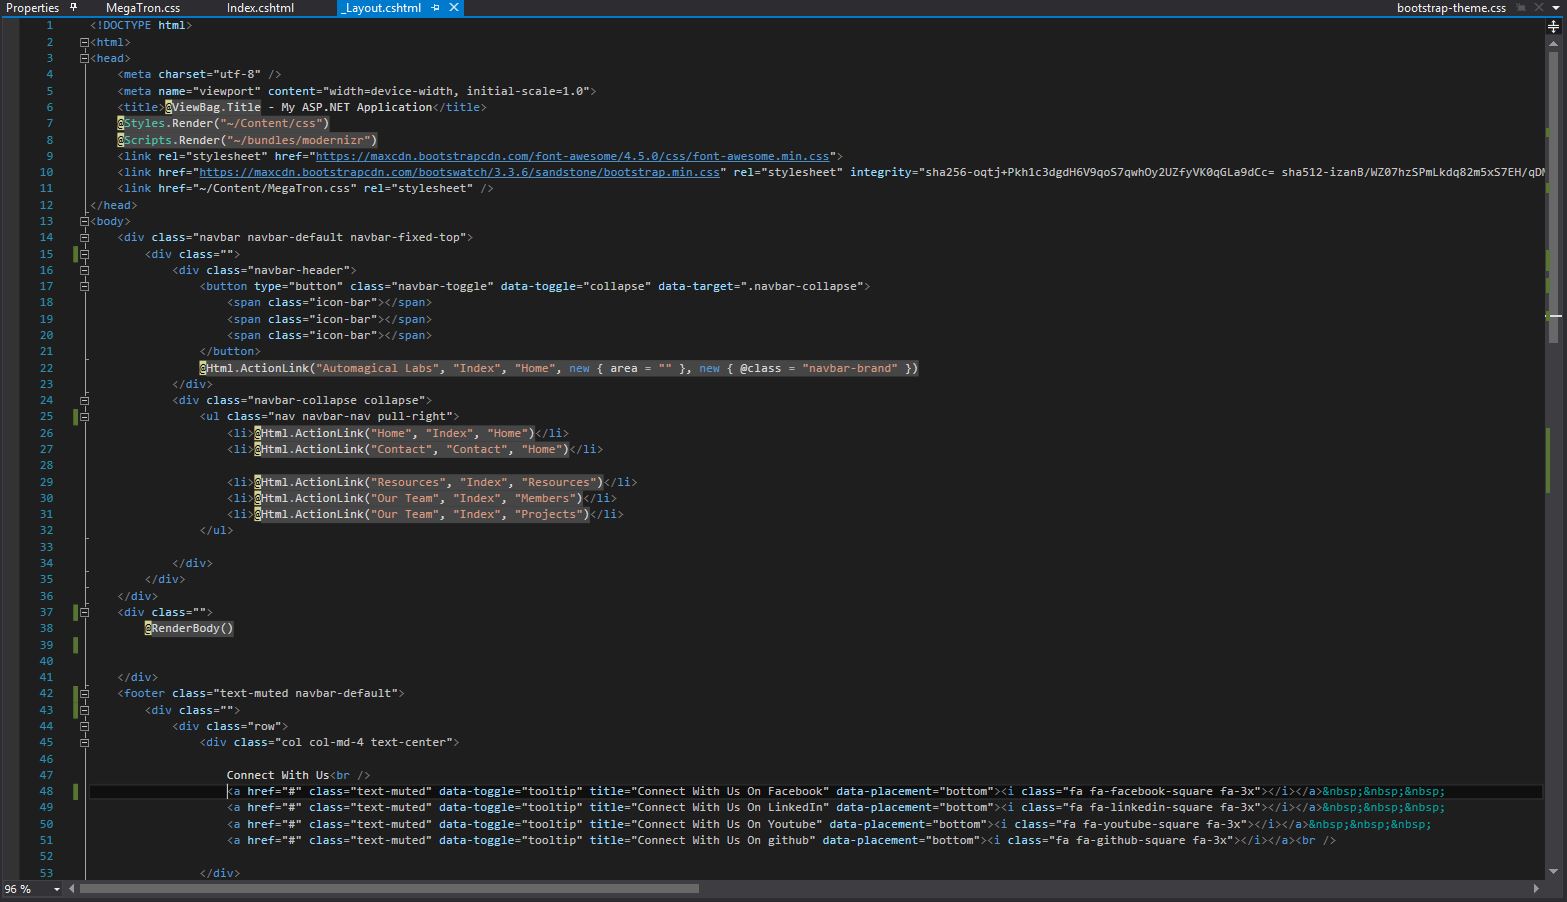 Properties MegaTron.css Index.cshtml _Layout.cshtml bootstrap-theme.css
1 <!DOCTYPE html>
2 <html>
3 <head>
4 <meta charset="utf-8" />
5 <meta name="viewport" content="width=device-width, initial-scale=1.0">
6 <title>@ViewBag.Title - My ASP.NET Application</title>
7 @Styles.Render("~/Content/css")
8 @Scripts.Render("~/bundles/modernizr")
9 <link rel="stylesheet" href="https://maxcdn.bootstrapcdn.com/font-awesome/4.5.0/css/font-awesome.min.css">
10 <link href="https://maxcdn.bootstrapcdn.com/bootswatch/3.3.6/sandstone/bootstrap.min.css" rel="stylesheet" integrity="sha256-oqtj+Pkh1c3dgdH6V9qoS7qwhOy2UZfyVK0qGLa9dCc= sha512-izanB/WZ07hzSPmLkdq82m5xS7EH/qDM
11 <link href="~/Content/MegaTron.css" rel="stylesheet" />
12 </head>
13 <body>
14 <div class="navbar navbar-default navbar-fixed-top">
15 <div class="">
16 <div class="navbar-header">
17 <button type="button" class="navbar-toggle" data-toggle="collapse" data-target=".navbar-collapse">
18 <span class="icon-bar"></span>
19 <span class="icon-bar"></span>
20 <span class="icon-bar"></span>
21 </button>
22 @Html.ActionLink("Automagical Labs", "Index", "Home", new { area = "" }, new { @class = "navbar-brand" })
23 </div>
24 <div class="navbar-collapse collapse">
25 <ul class="nav navbar-nav pull-right">
26 <li>@Html.ActionLink("Home", "Index", "Home")</li>
27 <li>@Html.ActionLink("Contact", "Contact", "Home")</li>
28
29 <li>@Html.ActionLink("Resources", "Index", "Resources")</li>
30 <li>@Html.ActionLink("Our Team", "Index", "Members")</li>
31 <li>@Html.ActionLink("Our Team", "Index", "Projects")</li>
32 </ul>
33
34 </div>
35 </div>
36 </div>
37 <div class="">
38 @RenderBody()
39
40
41 </div>
42 <footer class="text-muted navbar-default">
43 <div class="">
44 <div class="row">
45 <div class="col col-md-4 text-center">
46
47 Connect With Us<br />
48 <a href="#" class="text-muted" data-toggle="tooltip" title="Connect With Us On Facebook" data-placement="bottom"><i class="fa fa-facebook-square fa-3x"></i></a>&nbsp;&nbsp;&nbsp;
49 <a href="#" class="text-muted" data-toggle="tooltip" title="Connect With Us On LinkedIn" data-placement="bottom"><i class="fa fa-linkedin-square fa-3x"></i></a>&nbsp;&nbsp;&nbsp;
50 <a href="#" class="text-muted" data-toggle="tooltip" title="Connect With Us On Youtube" data-placement="bottom"><i class="fa fa-youtube-square fa-3x"></i></a>&nbsp;&nbsp;&nbsp;
51 <a href="#" class="text-muted" data-toggle="tooltip" title="Connect With Us On github" data-placement="bottom"><i class="fa fa-github-square fa-3x"></i></a><br />
52
53 </div>
96 %